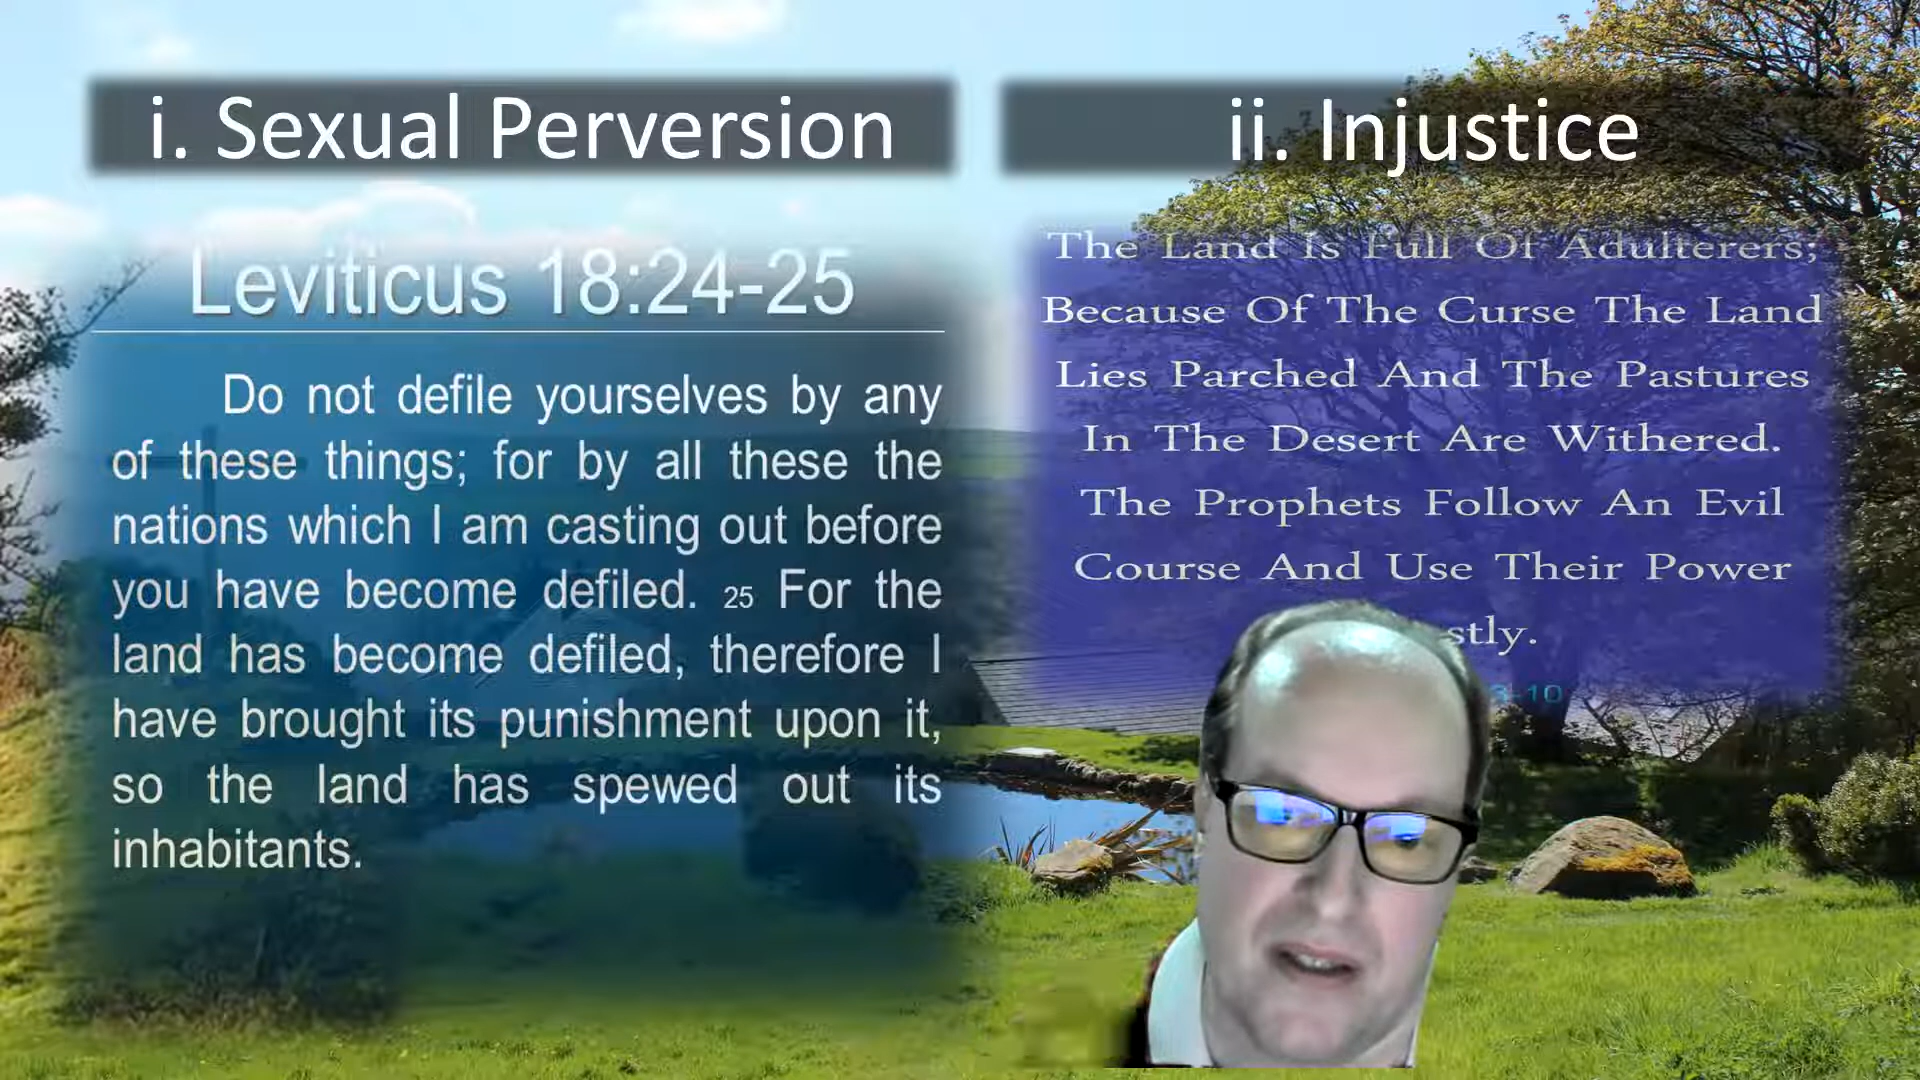 i. Sexual Perversion
Leviticus 18:24-25
Do not defile yourselves by any
of these things; for by all these the
nations which I am casting out before
you have become defiled. 25 For the
land has become defiled, therefore I
have brought its punishment upon it,
so the land has spewed out its
inhabitants.
ii. Injustice
The Land Is Full Of Adulterers;
Because Of The Curse The Land
Lies Parched And The Pastures
In The Desert Are Withered.
The Prophets Follow An Evil
Course And Use Their Power
stly.
-10